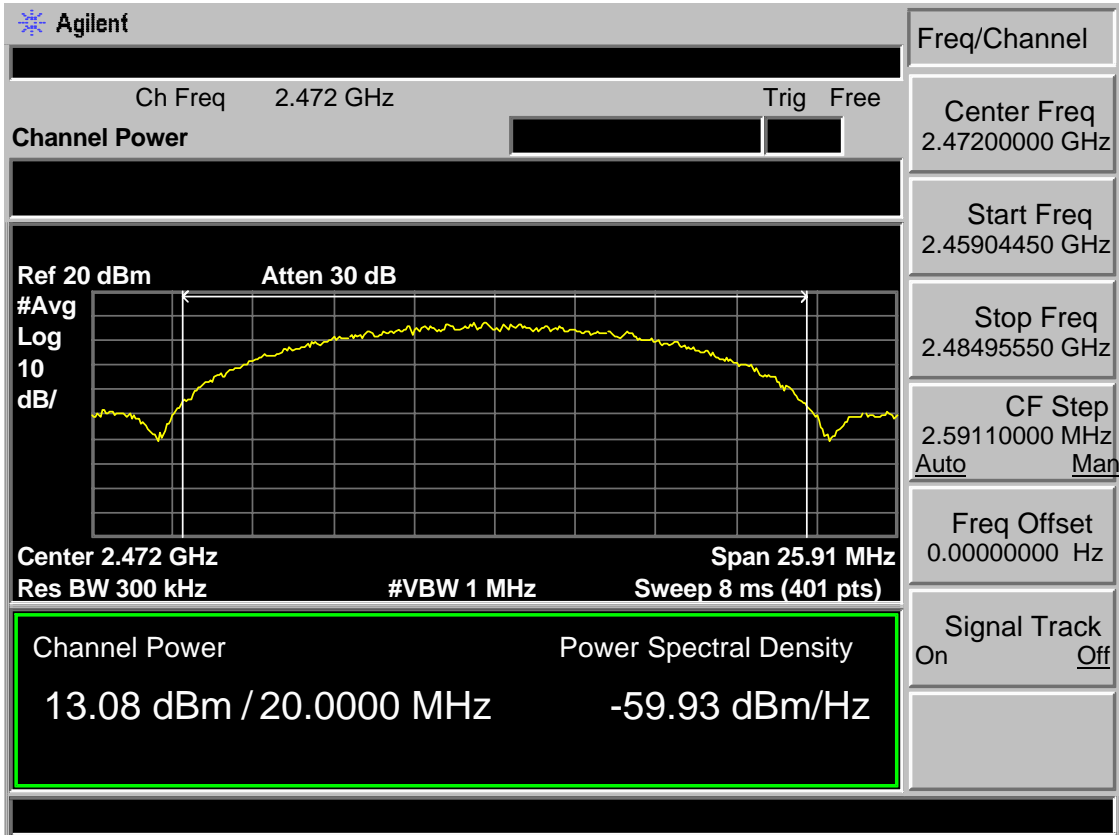 Agilent
Ch Freq 2.472 GHz Trig Free
Channel Power
Ref 20 dBm Atten 30 dB
#Avg
Log
10
dB/
Center 2.472 GHz Span 25.91 MHz
Res BW 300 kHz #VBW 1 MHz Sweep 8 ms (401 pts)
Channel Power Power Spectral Density
13.08 dBm / 20.0000 MHz -59.93 dBm/Hz
Freq/Channel
Center Freq
2.47200000 GHz
Start Freq
2.45904450 GHz
Stop Freq
2.48495550 GHz
CF Step
2.59110000 MHz
Auto Man
Freq Offset
0.00000000 Hz
Signal Track
On Off